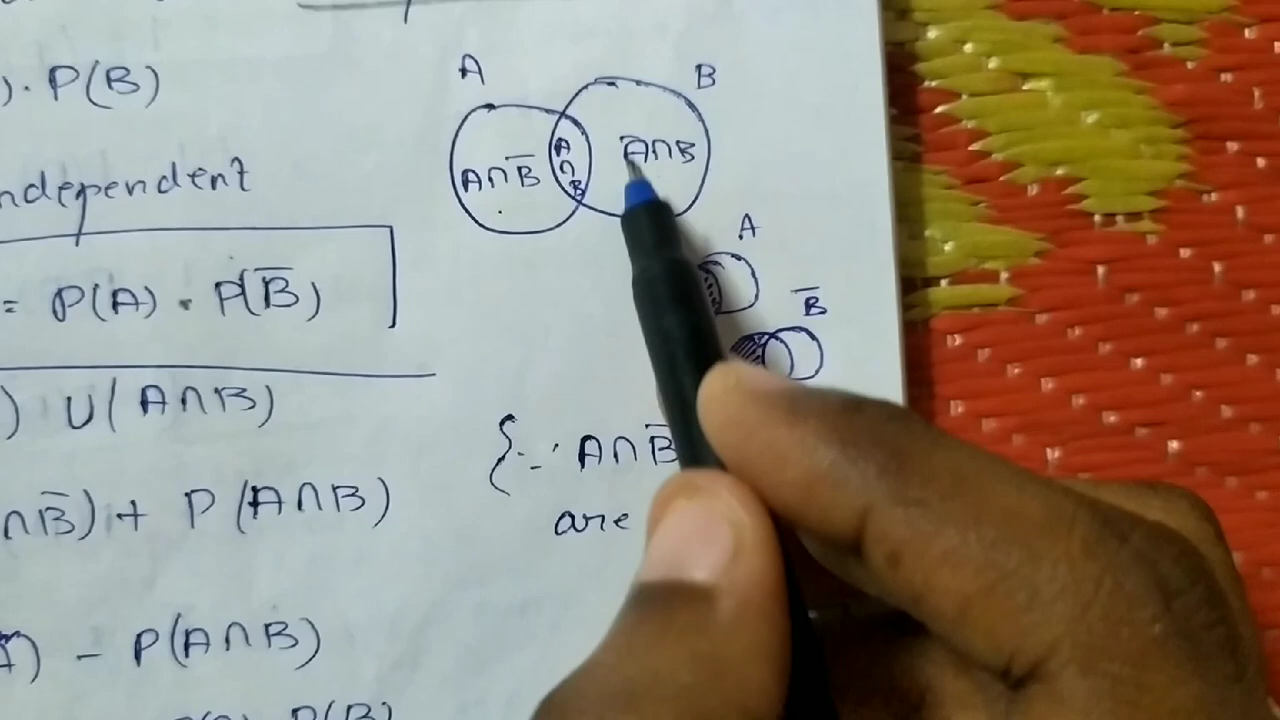 ). P(B)
ndependent
= P(A) . P(B̅)
) U ( A∩B)
∩B̅) + P (A∩B)
) - P(A∩B)
P(B)
A
B
A∩B̅
A∩B
A̅∩B
A
B̅
{∵ A∩B̅
are